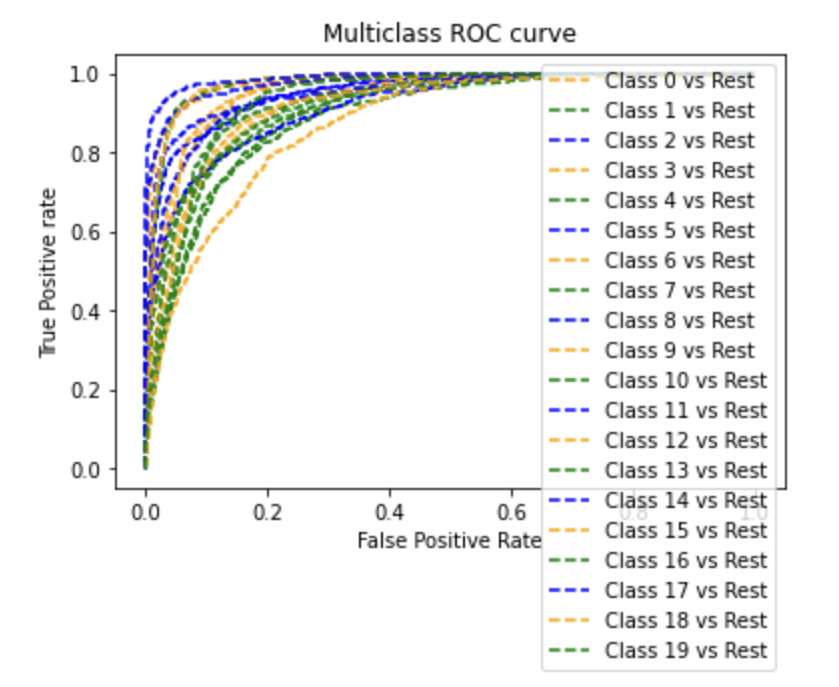 Multiclass ROC curve
True Positive rate
1.0
0.8
0.6
0.4
0.2
0.0
0.0 0.2 0.4 0.6 0.8 1.0
False Positive Rate
Class 0 vs Rest
Class 1 vs Rest
Class 2 vs Rest
Class 3 vs Rest
Class 4 vs Rest
Class 5 vs Rest
Class 6 vs Rest
Class 7 vs Rest
Class 8 vs Rest
Class 9 vs Rest
Class 10 vs Rest
Class 11 vs Rest
Class 12 vs Rest
Class 13 vs Rest
Class 14 vs Rest
Class 15 vs Rest
Class 16 vs Rest
Class 17 vs Rest
Class 18 vs Rest
Class 19 vs Rest